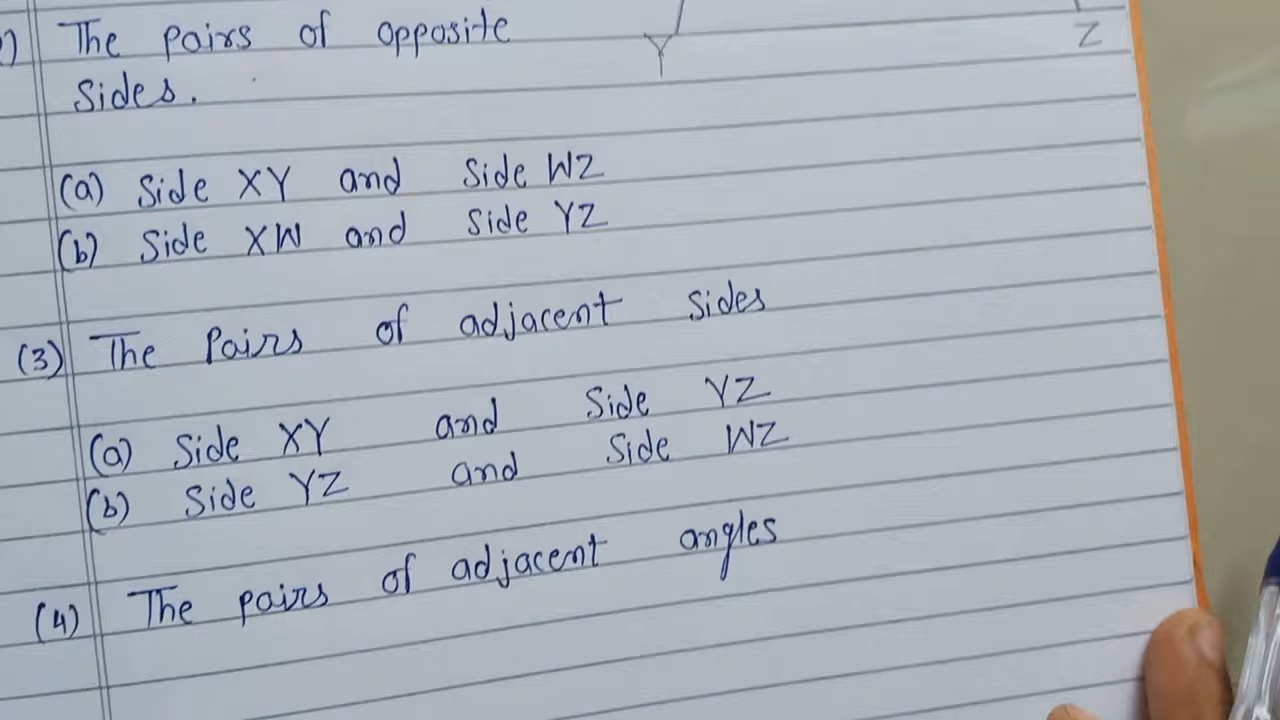 Y
Z
) The pairs of opposite
sides.
(a) Side XY and Side WZ
(b) Side XW and Side YZ
(3) The Pairs of adjacent Sides
(a) Side XY and Side YZ
(b) Side YZ and Side WZ
(4) The pairs of adjacent angles